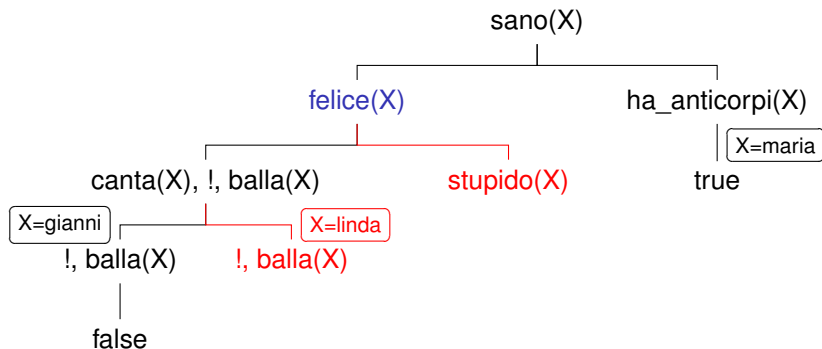 sano(X)
felice(X)
ha_anticorpi(X)
X=maria
canta(X), !, balla(X)
stupido(X)
true
X=gianni
X=linda
!, balla(X)
!, balla(X)
false